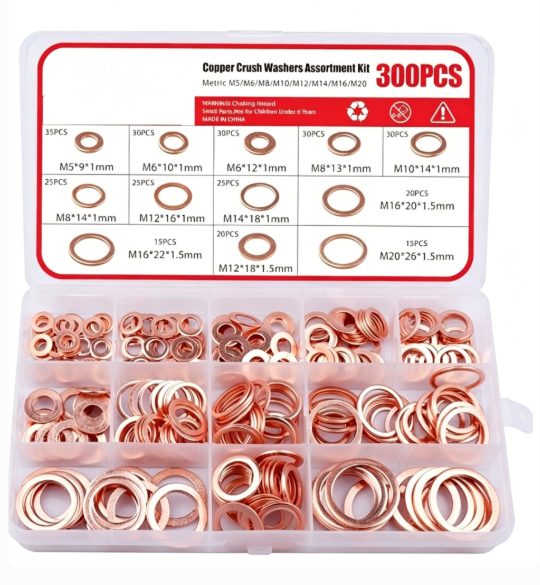 Copper Crush Washers Assortment Kit 300PCS
Metric M5/M6/M8/M10/M12/M14/M16/M20
WARNING: Choking Hazard
Small Parts,Not for Children Under 6 Years
MADE IN CHINA
35PCS
M5*9*1mm
30PCS
M6*10*1mm
30PCS
M6*12*1mm
30PCS
M8*13*1mm
30PCS
M10*14*1mm
25PCS
M8*14*1mm
25PCS
M12*16*1mm
25PCS
M14*18*1mm
20PCS
M16*20*1.5mm
15PCS
M16*22*1.5mm
20PCS
M12*18*1.5mm
15PCS
M20*26*1.5mm